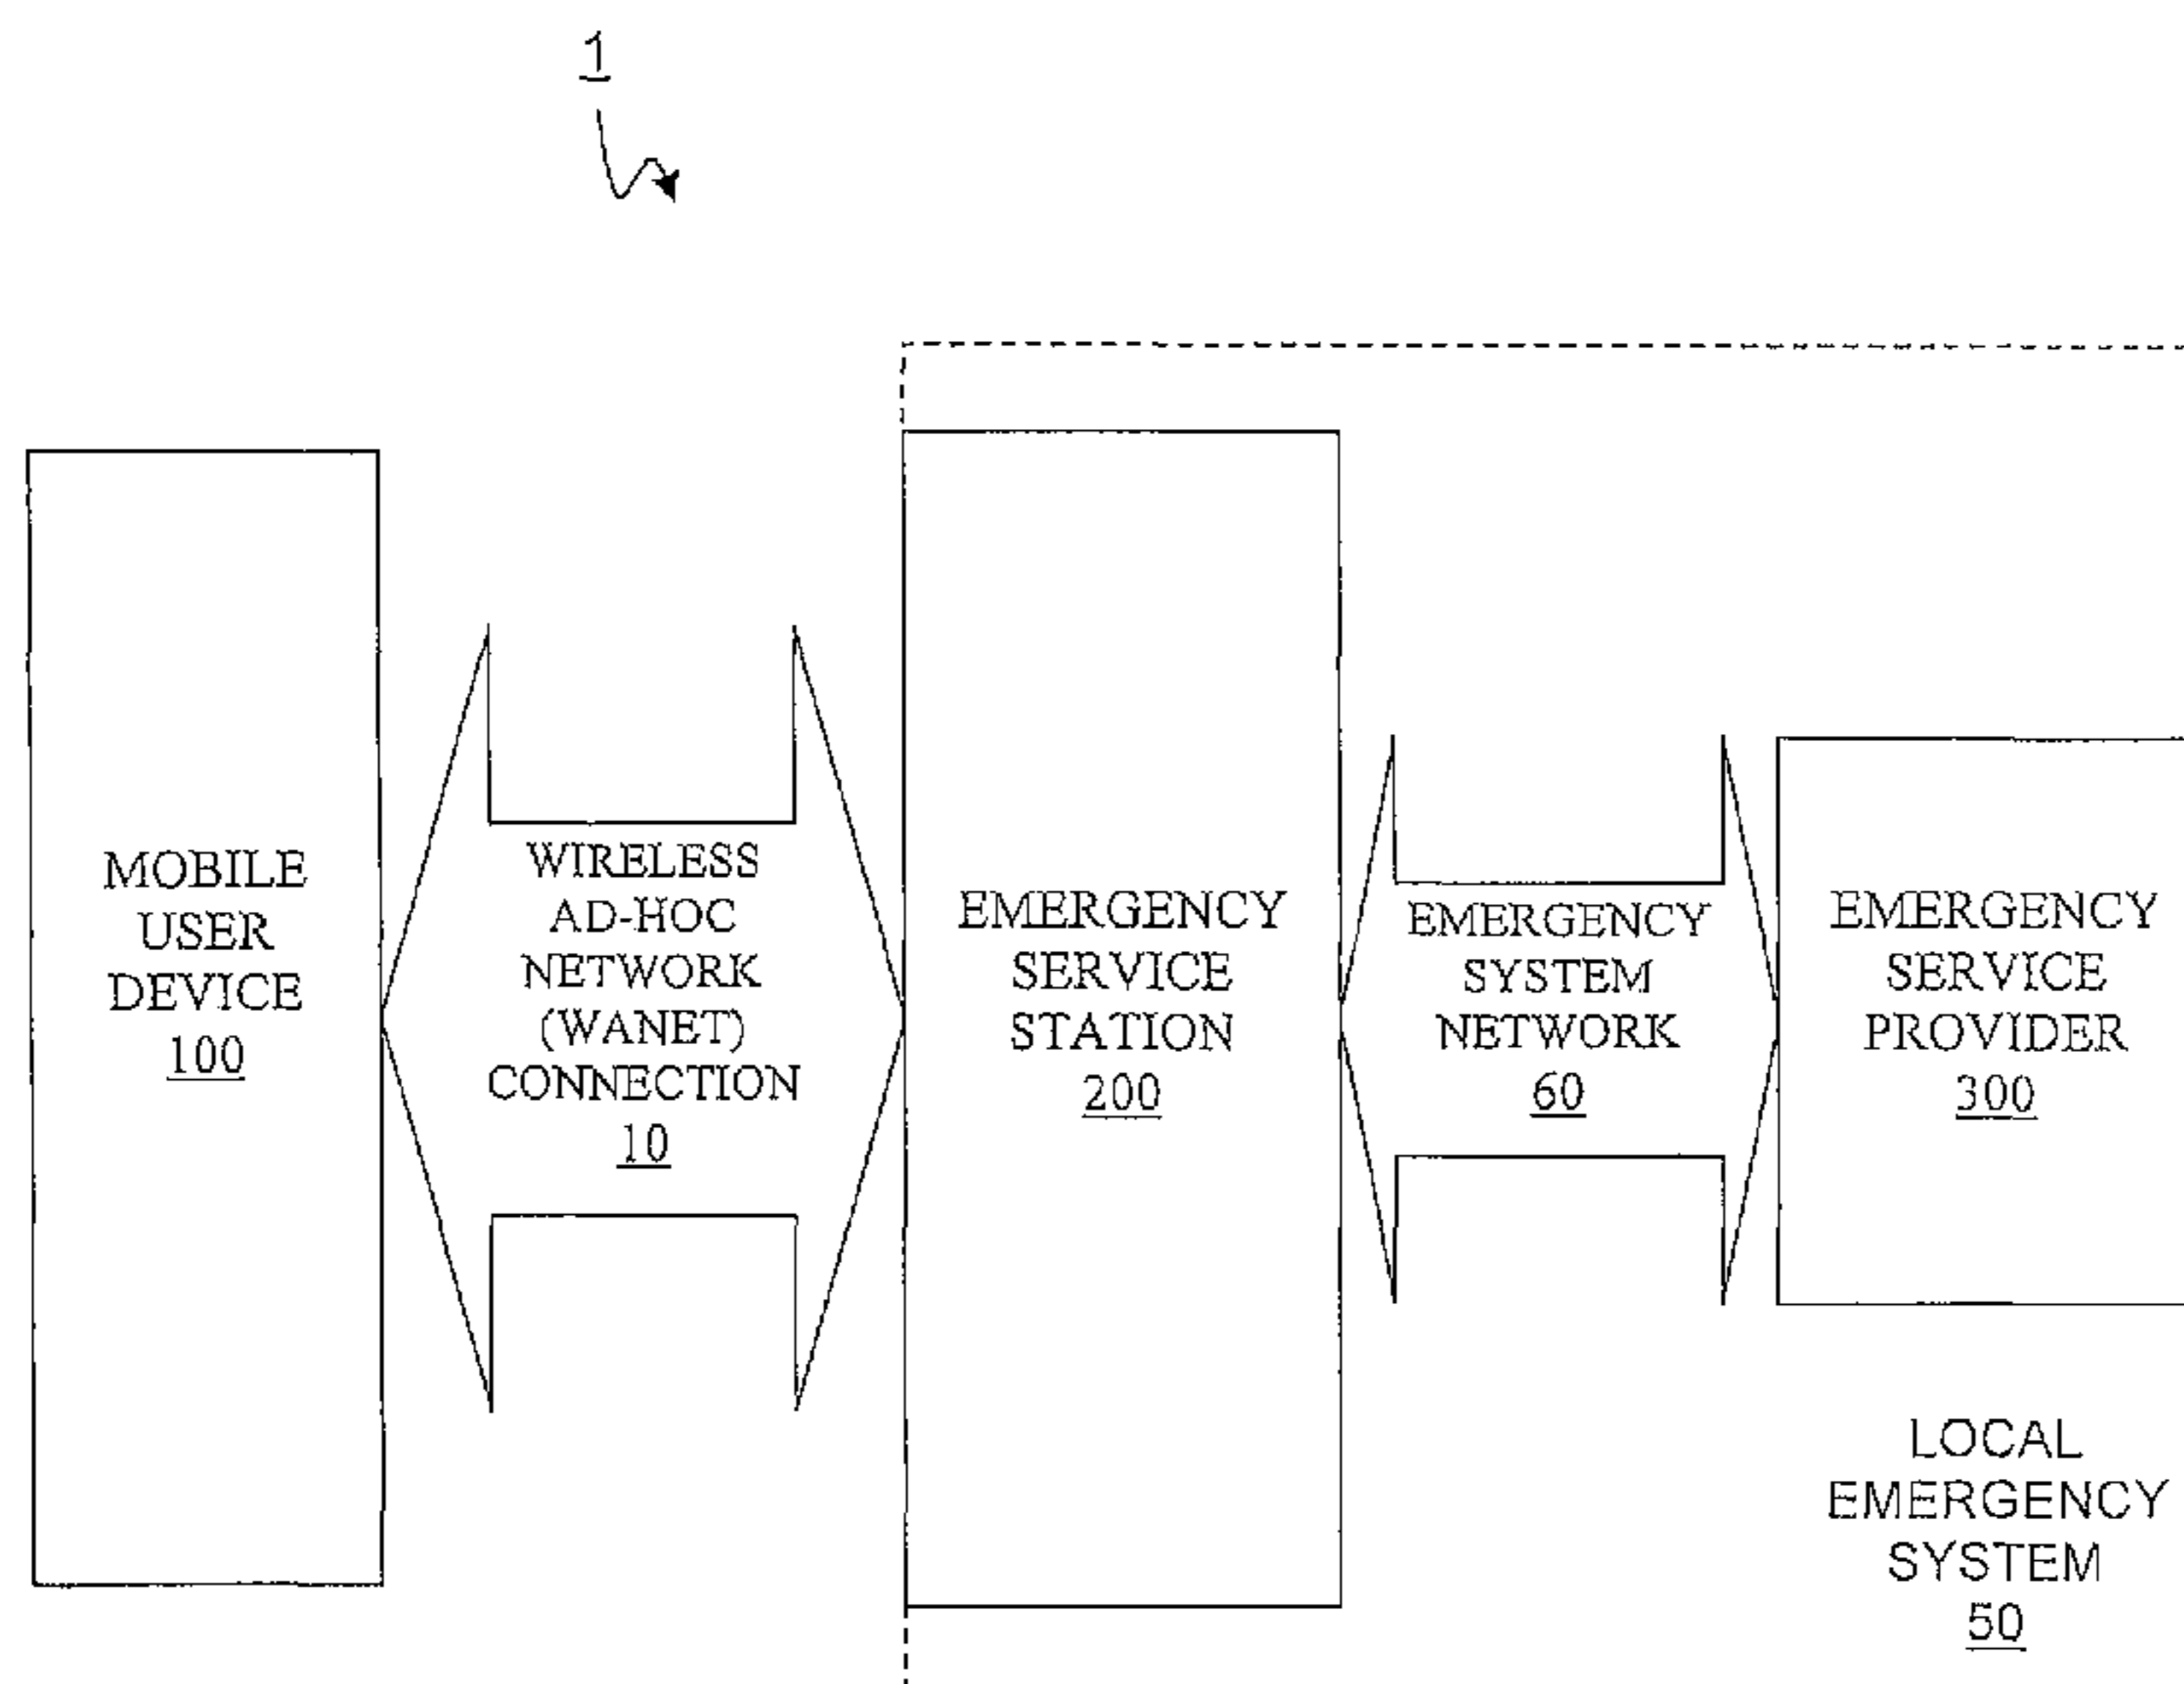 1
MOBILE
USER
DEVICE
100
WIRELESS
AD-HOC
NETWORK
(WANET)
CONNECTION
10
EMERGENCY
SERVICE
STATION
200
EMERGENCY
SYSTEM
NETWORK
60
EMERGENCY
SERVICE
PROVIDER
300
LOCAL
EMERGENCY
SYSTEM
50